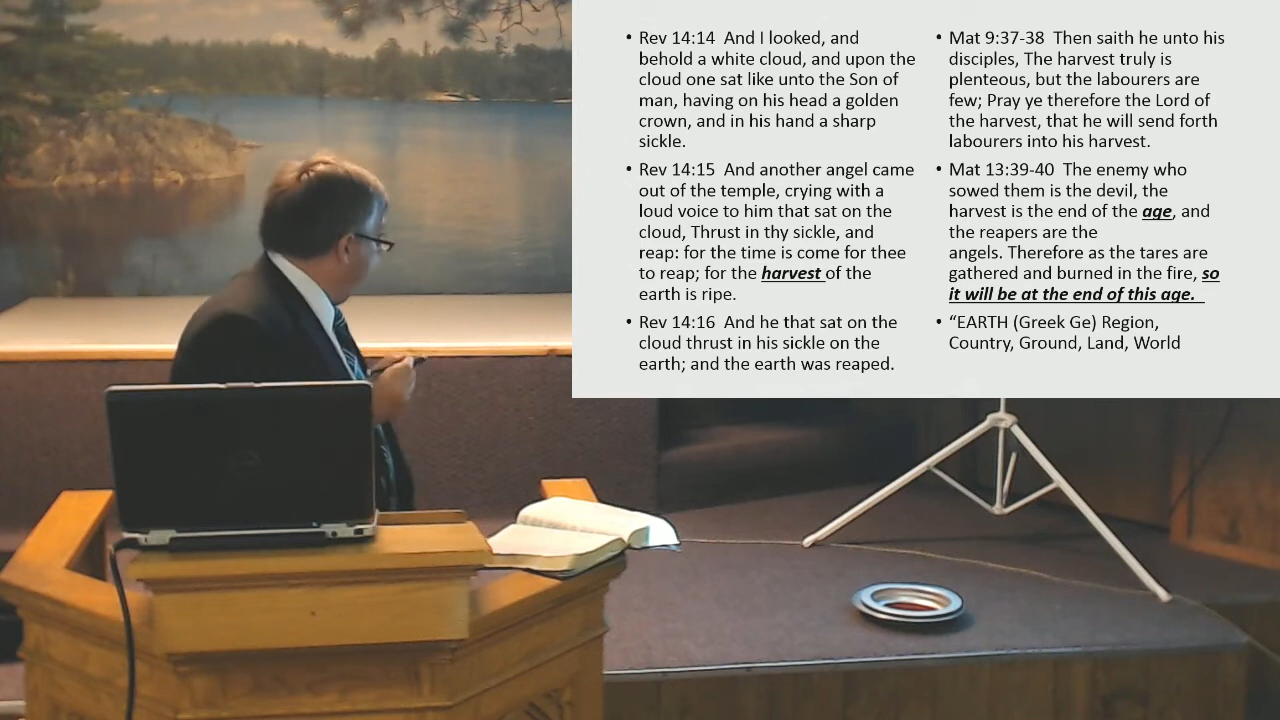 • Rev 14:14  And I looked, and
behold a white cloud, and upon the
cloud one sat like unto the Son of
man, having on his head a golden
crown, and in his hand a sharp
sickle.
• Rev 14:15  And another angel came
out of the temple, crying with a
loud voice to him that sat on the
cloud, Thrust in thy sickle, and
reap: for the time is come for thee
to reap; for the harvest of the
earth is ripe.
• Rev 14:16  And he that sat on the
cloud thrust in his sickle on the
earth; and the earth was reaped.
• Mat 9:37-38  Then saith he unto his
disciples, The harvest truly is
plenteous, but the labourers are
few; Pray ye therefore the Lord of
the harvest, that he will send forth
labourers into his harvest.
• Mat 13:39-40  The enemy who
sowed them is the devil, the
harvest is the end of the age, and
the reapers are the
angels. Therefore as the tares are
gathered and burned in the fire, so
it will be at the end of this age.
• “EARTH (Greek Ge) Region,
Country, Ground, Land, World